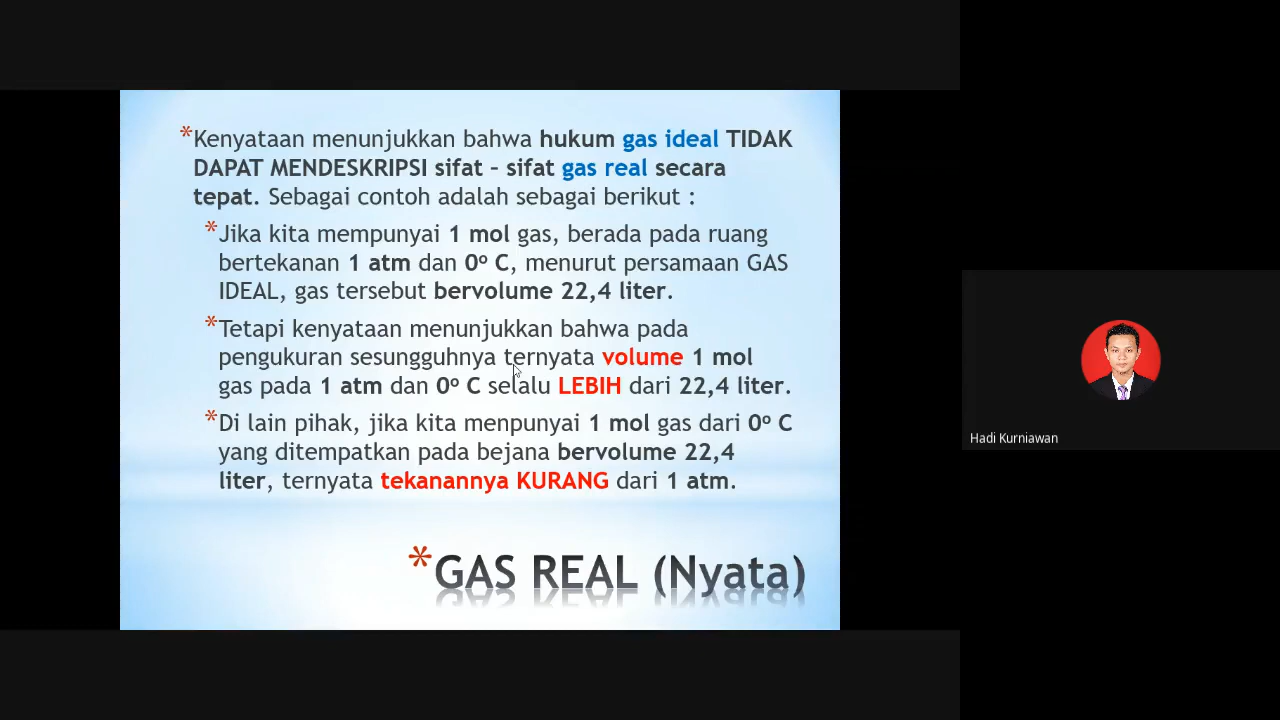 *Kenyataan menunjukkan bahwa hukum gas ideal TIDAK
DAPAT MENDESKRIPSI sifat – sifat gas real secara
tepat. Sebagai contoh adalah sebagai berikut :
*Jika kita mempunyai 1 mol gas, berada pada ruang
bertekanan 1 atm dan 0º C, menurut persamaan GAS
IDEAL, gas tersebut bervolume 22,4 liter.
*Tetapi kenyataan menunjukkan bahwa pada
pengukuran sesungguhnya ternyata volume 1 mol
gas pada 1 atm dan 0º C selalu LEBIH dari 22,4 liter.
*Di lain pihak, jika kita menpunyai 1 mol gas dari 0º C
yang ditempatkan pada bejana bervolume 22,4
liter, ternyata tekanannya KURANG dari 1 atm.
*GAS REAL (Nyata)
Hadi Kurniawan